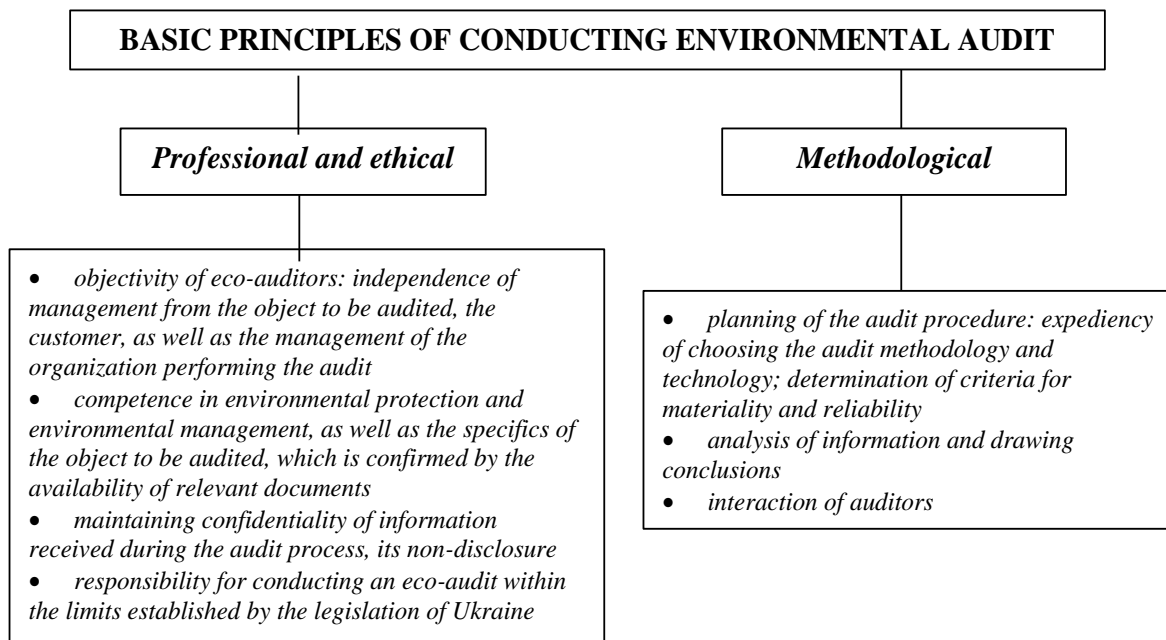 BASIC PRINCIPLES OF CONDUCTING ENVIRONMENTAL AUDIT
Professional and ethical
Methodological
• objectivity of eco-auditors: independence of
management from the object to be audited, the
customer, as well as the management of the
organization performing the audit
• competence in environmental protection and
environmental management, as well as the specifics of
the object to be audited, which is confirmed by the
availability of relevant documents
• maintaining confidentiality of information
received during the audit process, its non-disclosure
• responsibility for conducting an eco-audit within
the limits established by the legislation of Ukraine
• planning of the audit procedure: expediency
of choosing the audit methodology and
technology; determination of criteria for
materiality and reliability
• analysis of information and drawing
conclusions
• interaction of auditors